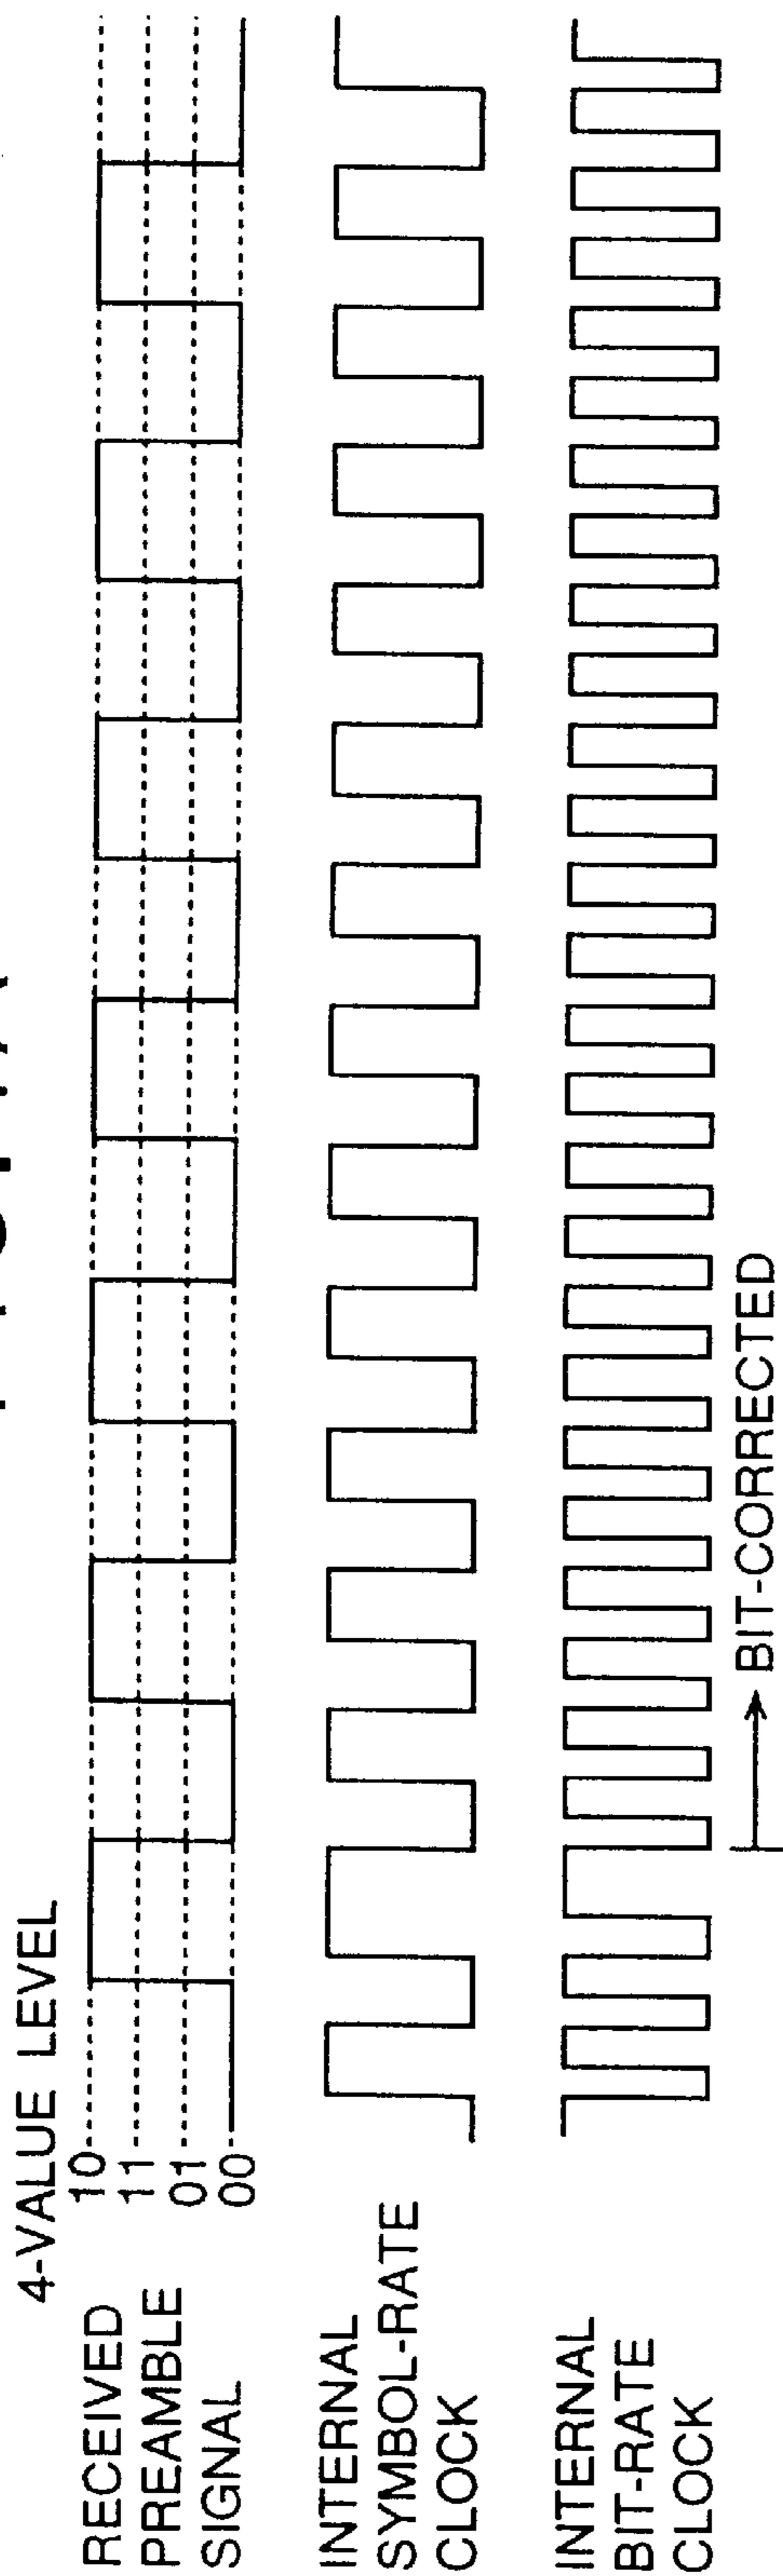 4-VALUE LEVEL
10
11
01
00
RECEIVED
PREAMBLE
SIGNAL
INTERNAL
SYMBOL-RATE
CLOCK
INTERNAL
BIT-RATE
CLOCK
BIT-CORRECTED